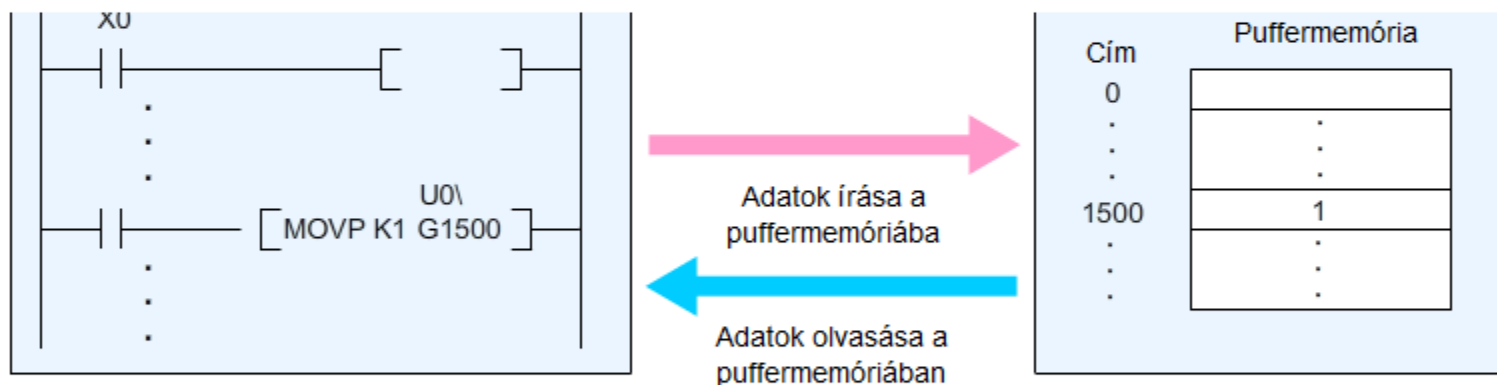 X0
U0\
MOVP K1 G1500
Adatok írása a
puffermemóriába
Adatok olvasása a
puffermemóriában
Puffermemória
Cím
0
1500
1